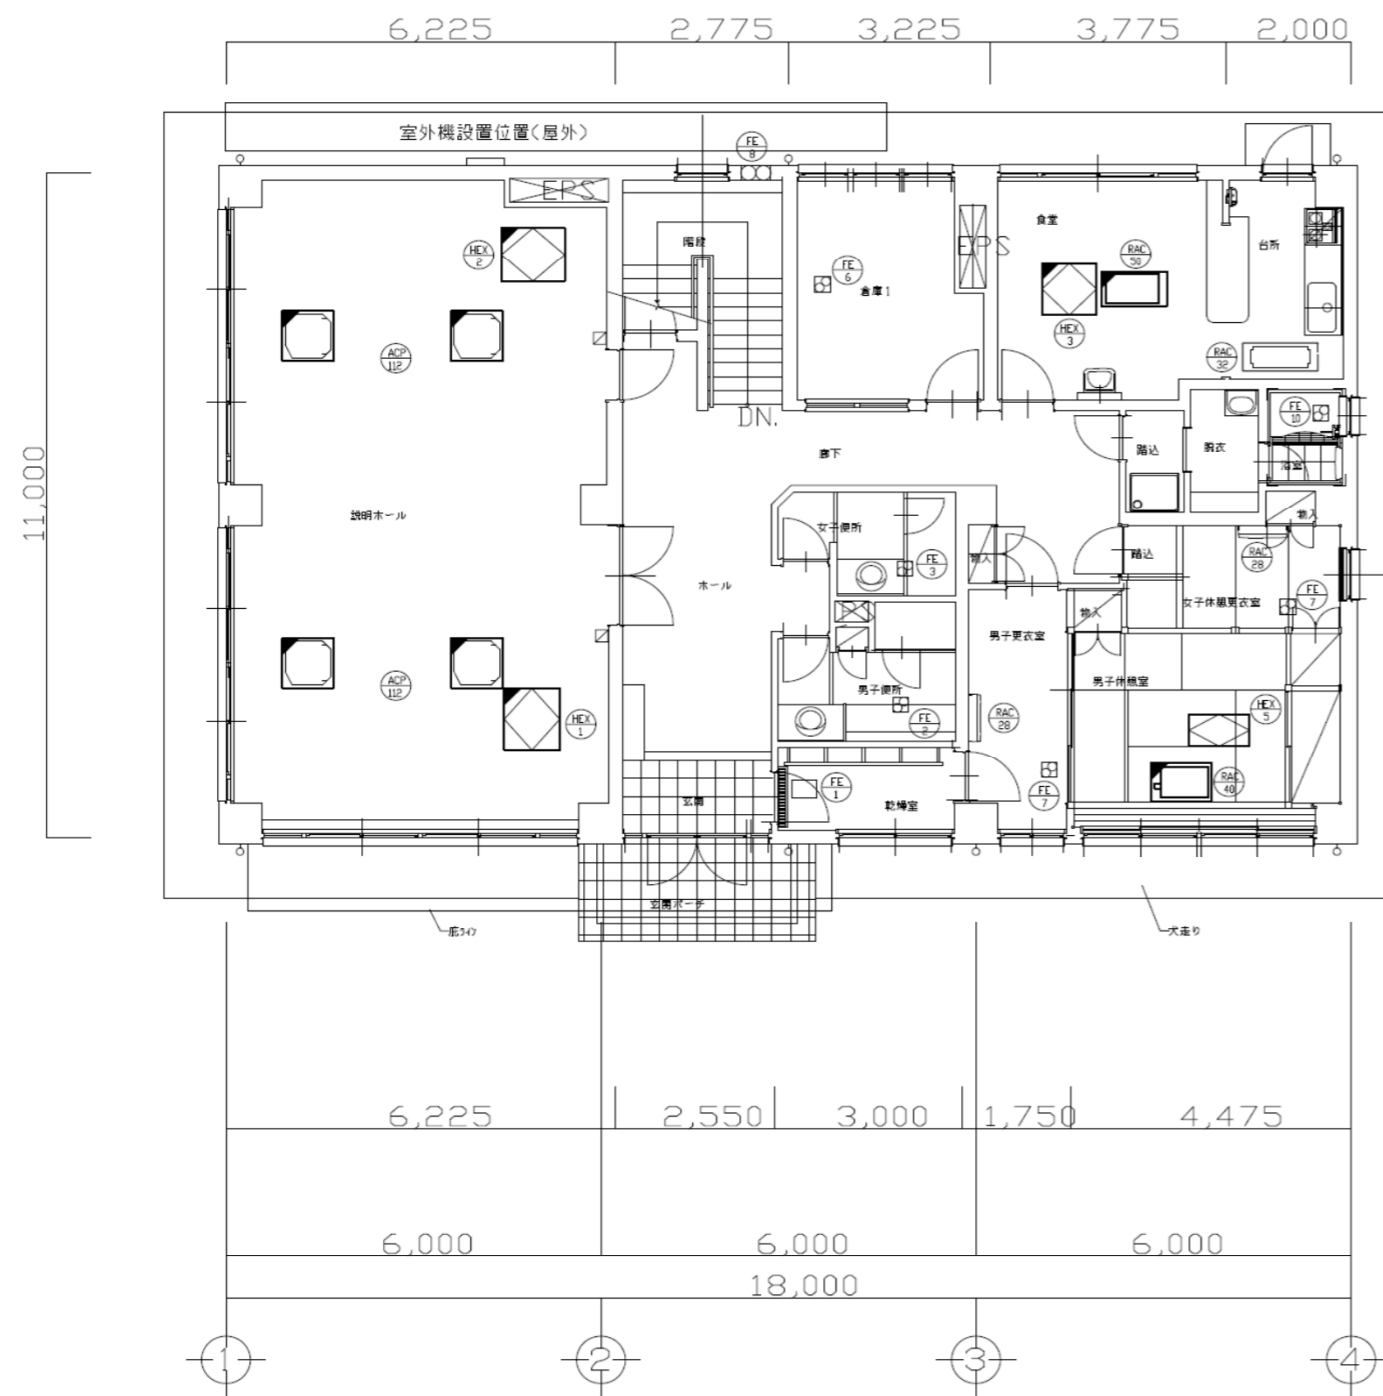 6,225 2,775 3,225 3,775 2,000
室外機設置位置(屋外)
FE
8
EPS
階段
HEX
2
食堂
台所
EPS
RAC
50
FE
6
倉庫1
HEX
3
ACP
112
RAC
32
DN.
FE
10
廊下
踏込
脱衣
浴室
11,000
説明ホール
物入
女子便所
FE
3
物入
踏込
RAC
28
ホール
FE
7
女子休憩更衣室
物入
男子更衣室
ACP
112
男子休憩室
男子便所
HEX
5
HEX
1
FE
2
RAC
28
RAC
40
FE
1
FE
7
玄関
乾燥室
玄関ポーチ
庇ライン
犬走り
6,225 2,550 3,000 1,750 4,475
6,000 6,000 6,000
18,000
1 2 3 4